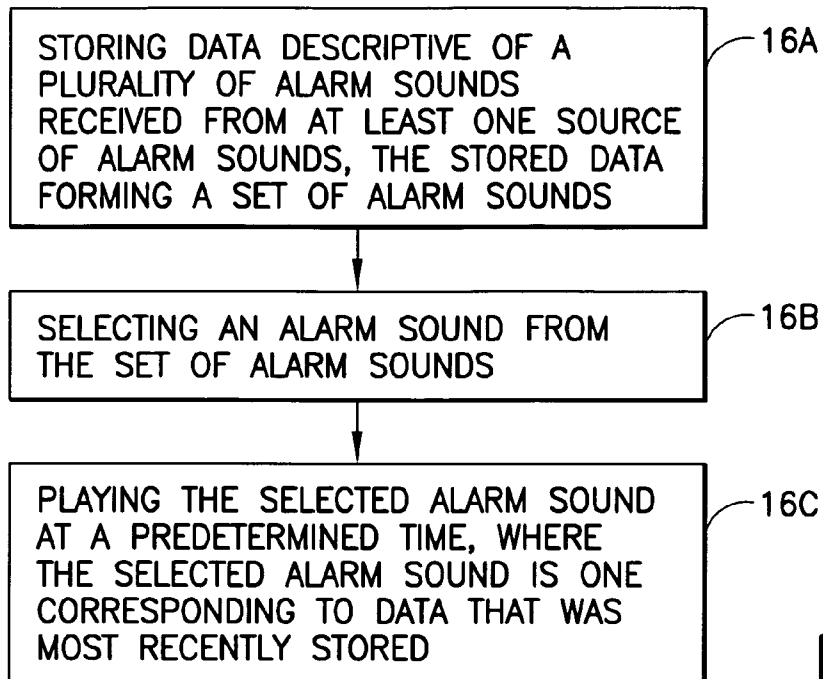 STORING DATA DESCRIPTIVE OF A
PLURALITY OF ALARM SOUNDS
RECEIVED FROM AT LEAST ONE SOURCE
OF ALARM SOUNDS, THE STORED DATA
FORMING A SET OF ALARM SOUNDS
16A
SELECTING AN ALARM SOUND FROM
THE SET OF ALARM SOUNDS
16B
PLAYING THE SELECTED ALARM SOUND
AT A PREDETERMINED TIME, WHERE
THE SELECTED ALARM SOUND IS ONE
CORRESPONDING TO DATA THAT WAS
MOST RECENTLY STORED
16C